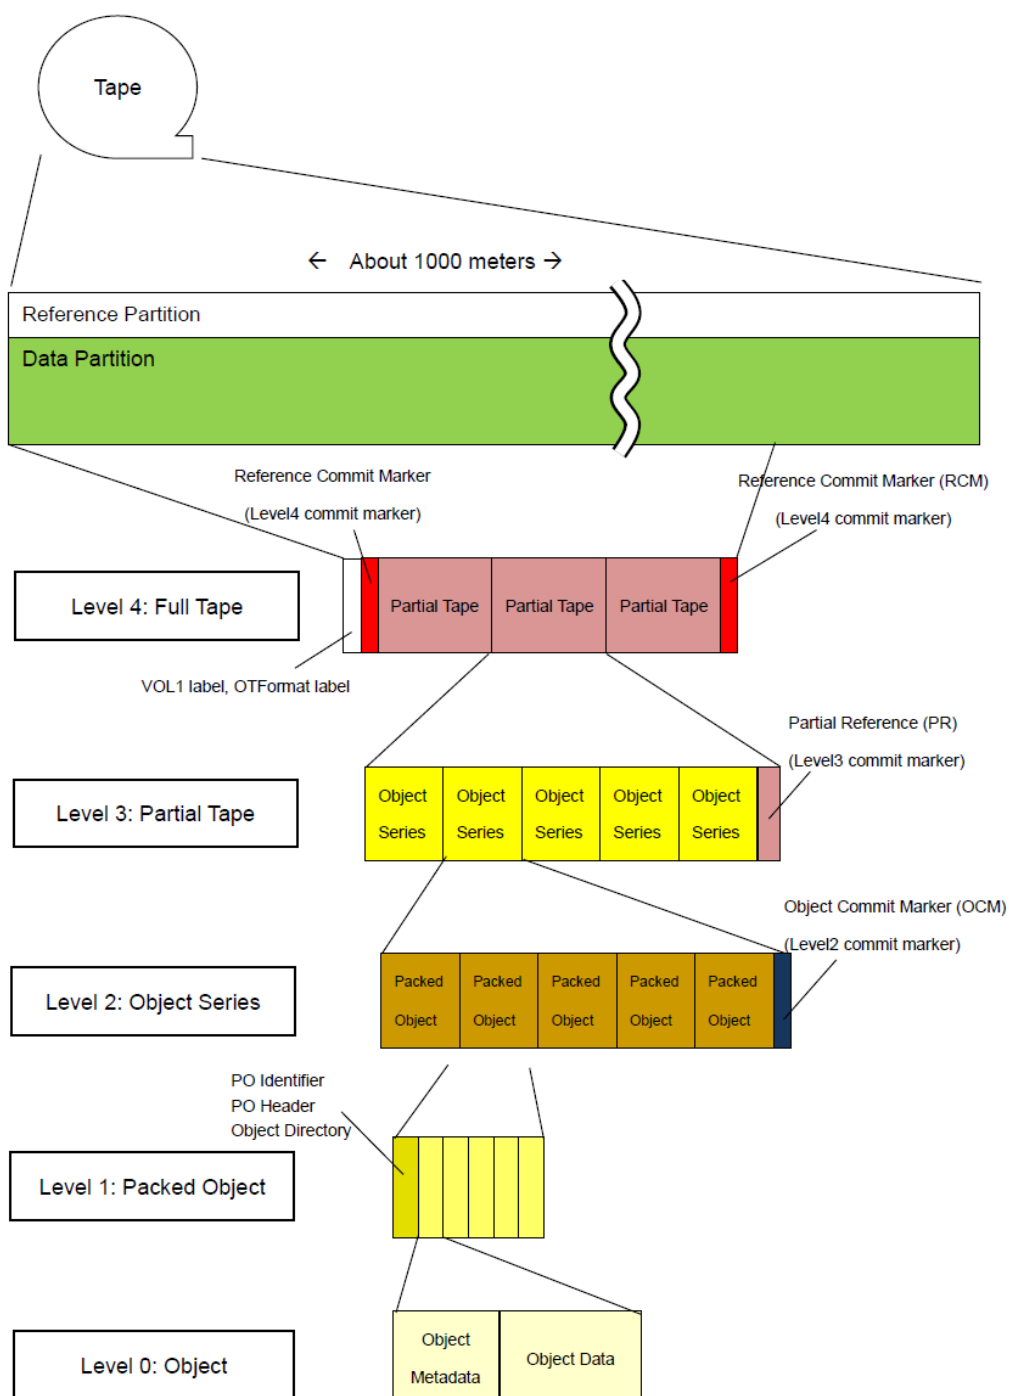 Tape
← About 1000 meters →
Reference Partition
Data Partition
Reference Commit Marker
(Level4 commit marker)
Reference Commit Marker (RCM)
(Level4 commit marker)
Level 4: Full Tape
Partial Tape
Partial Tape
Partial Tape
VOL1 label, OTFormat label
Partial Reference (PR)
(Level3 commit marker)
Level 3: Partial Tape
Object
Series
Object
Series
Object
Series
Object
Series
Object
Series
Object Commit Marker (OCM)
(Level2 commit marker)
Level 2: Object Series
Packed
Object
Packed
Object
Packed
Object
Packed
Object
Packed
Object
PO Identifier
PO Header
Object Directory
Level 1: Packed Object
Level 0: Object
Object
Metadata
Object Data